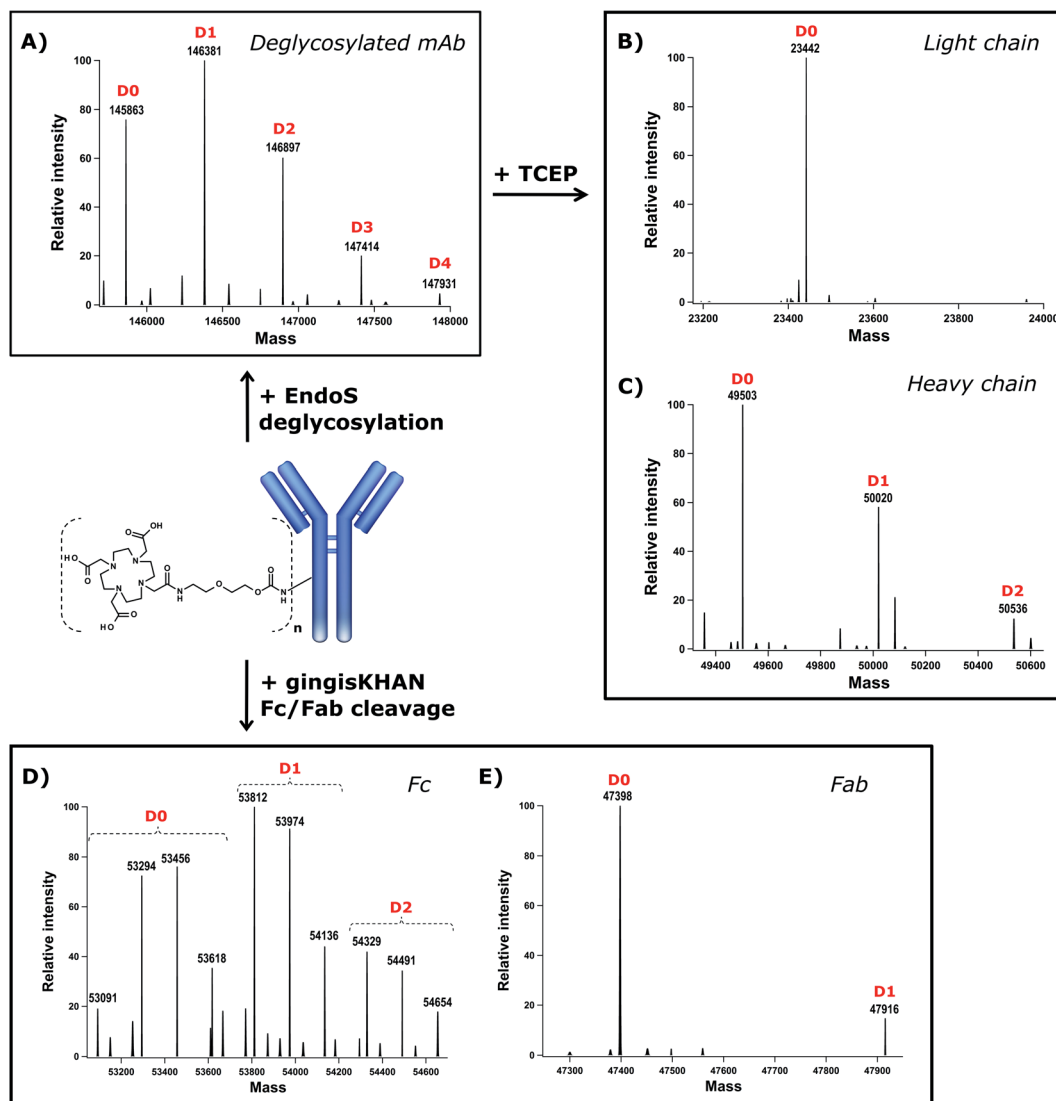 A)
Deglycosylated mAb
D1
146381
D0
145863
D2
146897
D3
147414
D4
147931
100
80
60
40
20
0
Relative intensity
146000
146500
147000
147500
148000
Mass
+ TCEP
B)
Light chain
D0
23442
100
80
60
40
20
0
Relative intensity
23200
23400
23600
23800
24000
Mass
C)
Heavy chain
D0
49503
D1
50020
D2
50536
100
80
60
40
20
0
Relative intensity
49400
49600
49800
50000
50200
50400
50600
Mass
+ EndoS
deglycosylation
OH
O
HO
O
N
N
N
N
O
N
H
O
O
O
N
H
O
HO
n
+ gingisKHAN
Fc/Fab cleavage
D)
Fc
D1
53812
53974
54136
D0
53091
53294
53456
53618
D2
54329
54491
54654
100
80
60
40
20
0
Relative intensity
53200
53400
53600
53800
54000
54200
54400
54600
Mass
E)
Fab
D0
47398
D1
47916
100
80
60
40
20
0
Relative intensity
47300
47400
47500
47600
47700
47800
47900
Mass